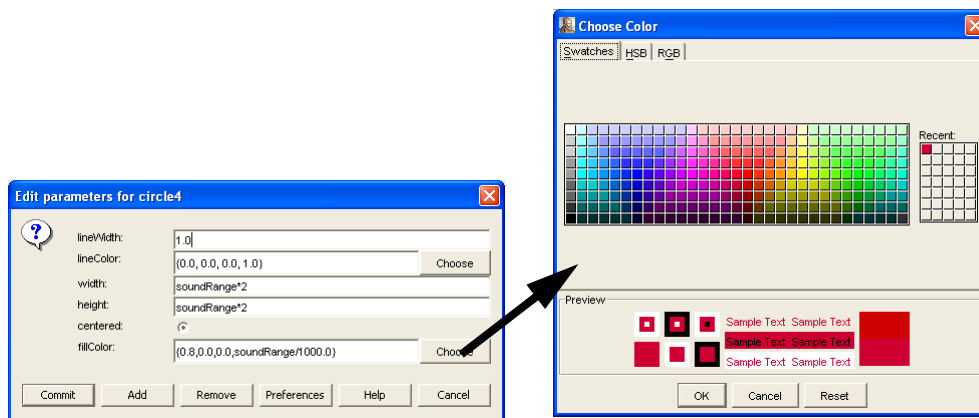 Choose Color
Swatches HSB RGB
Recent:
Edit parameters for circle4
lineWidth: 1.0
lineColor: {0.0, 0.0, 0.0, 1.0} Choose
width: soundRange*2
height: soundRange*2
centered:
fillColor: {0.8,0.0,0.0,soundRange/1000.0} Choose
Commit Add Remove Preferences Help Cancel
Preview
Sample Text Sample Text
Sample Text Sample Text
Sample Text Sample Text
OK Cancel Reset